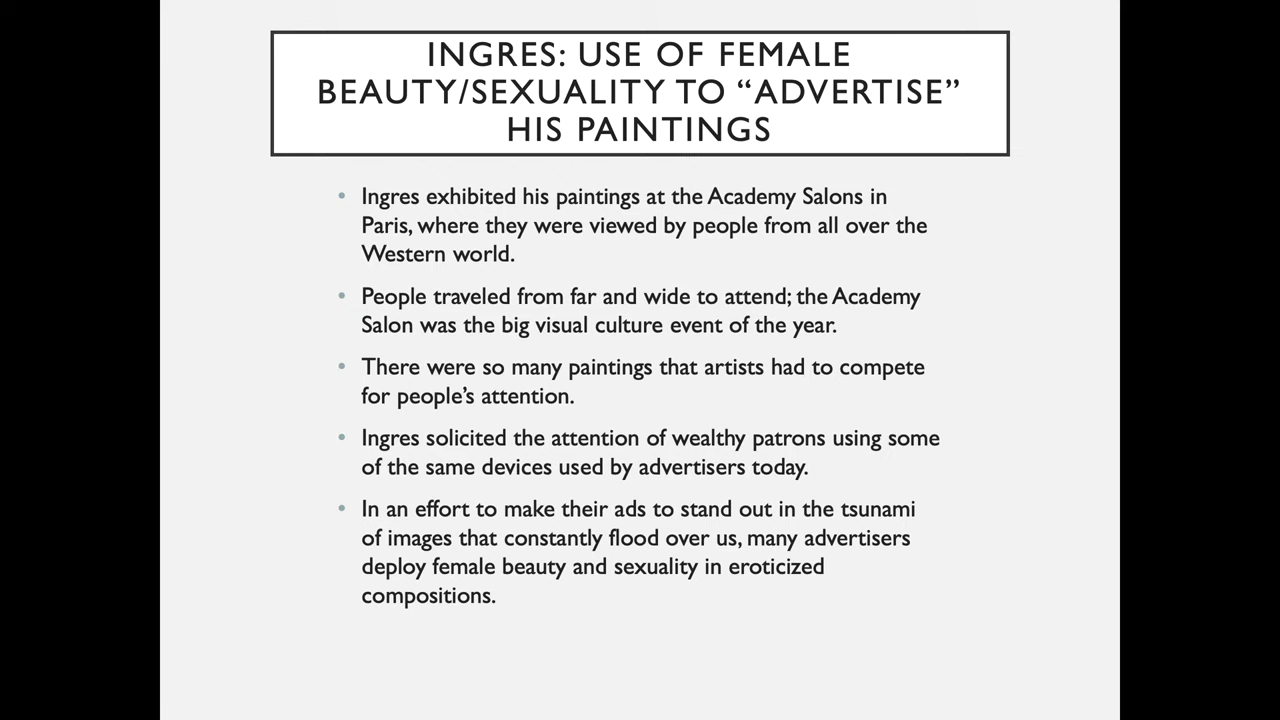 INGRES: USE OF FEMALE
BEAUTY/SEXUALITY TO “ADVERTISE”
HIS PAINTINGS
• Ingres exhibited his paintings at the Academy Salons in
Paris, where they were viewed by people from all over the
Western world.
• People traveled from far and wide to attend; the Academy
Salon was the big visual culture event of the year.
• There were so many paintings that artists had to compete
for people’s attention.
• Ingres solicited the attention of wealthy patrons using some
of the same devices used by advertisers today.
• In an effort to make their ads to stand out in the tsunami
of images that constantly flood over us, many advertisers
deploy female beauty and sexuality in eroticized
compositions.